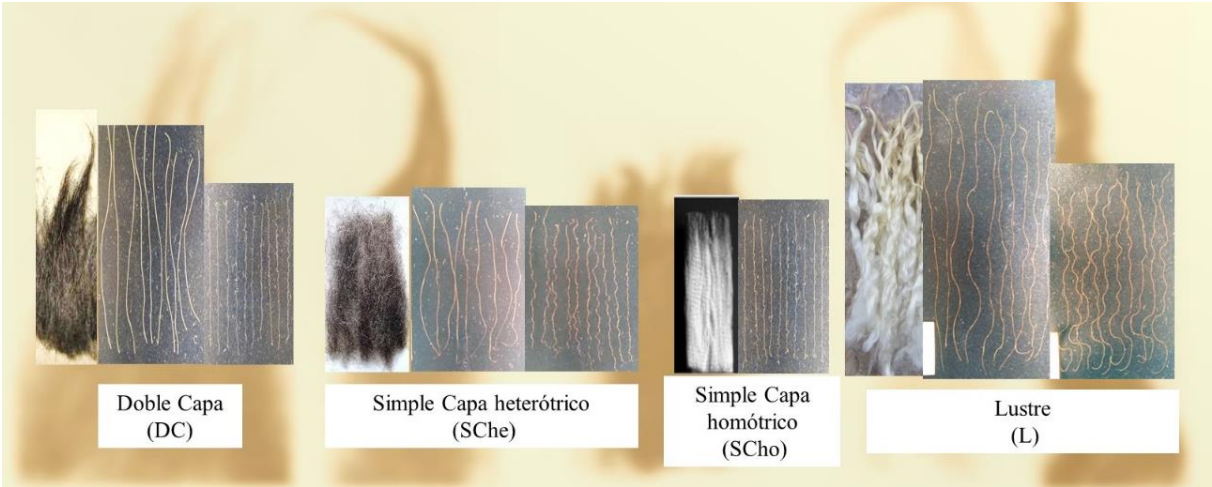 Doble Capa
(DC)
Simple Capa heterótrico
(SChe)
Simple Capa
homótrico
(SCho)
Lustre
(L)